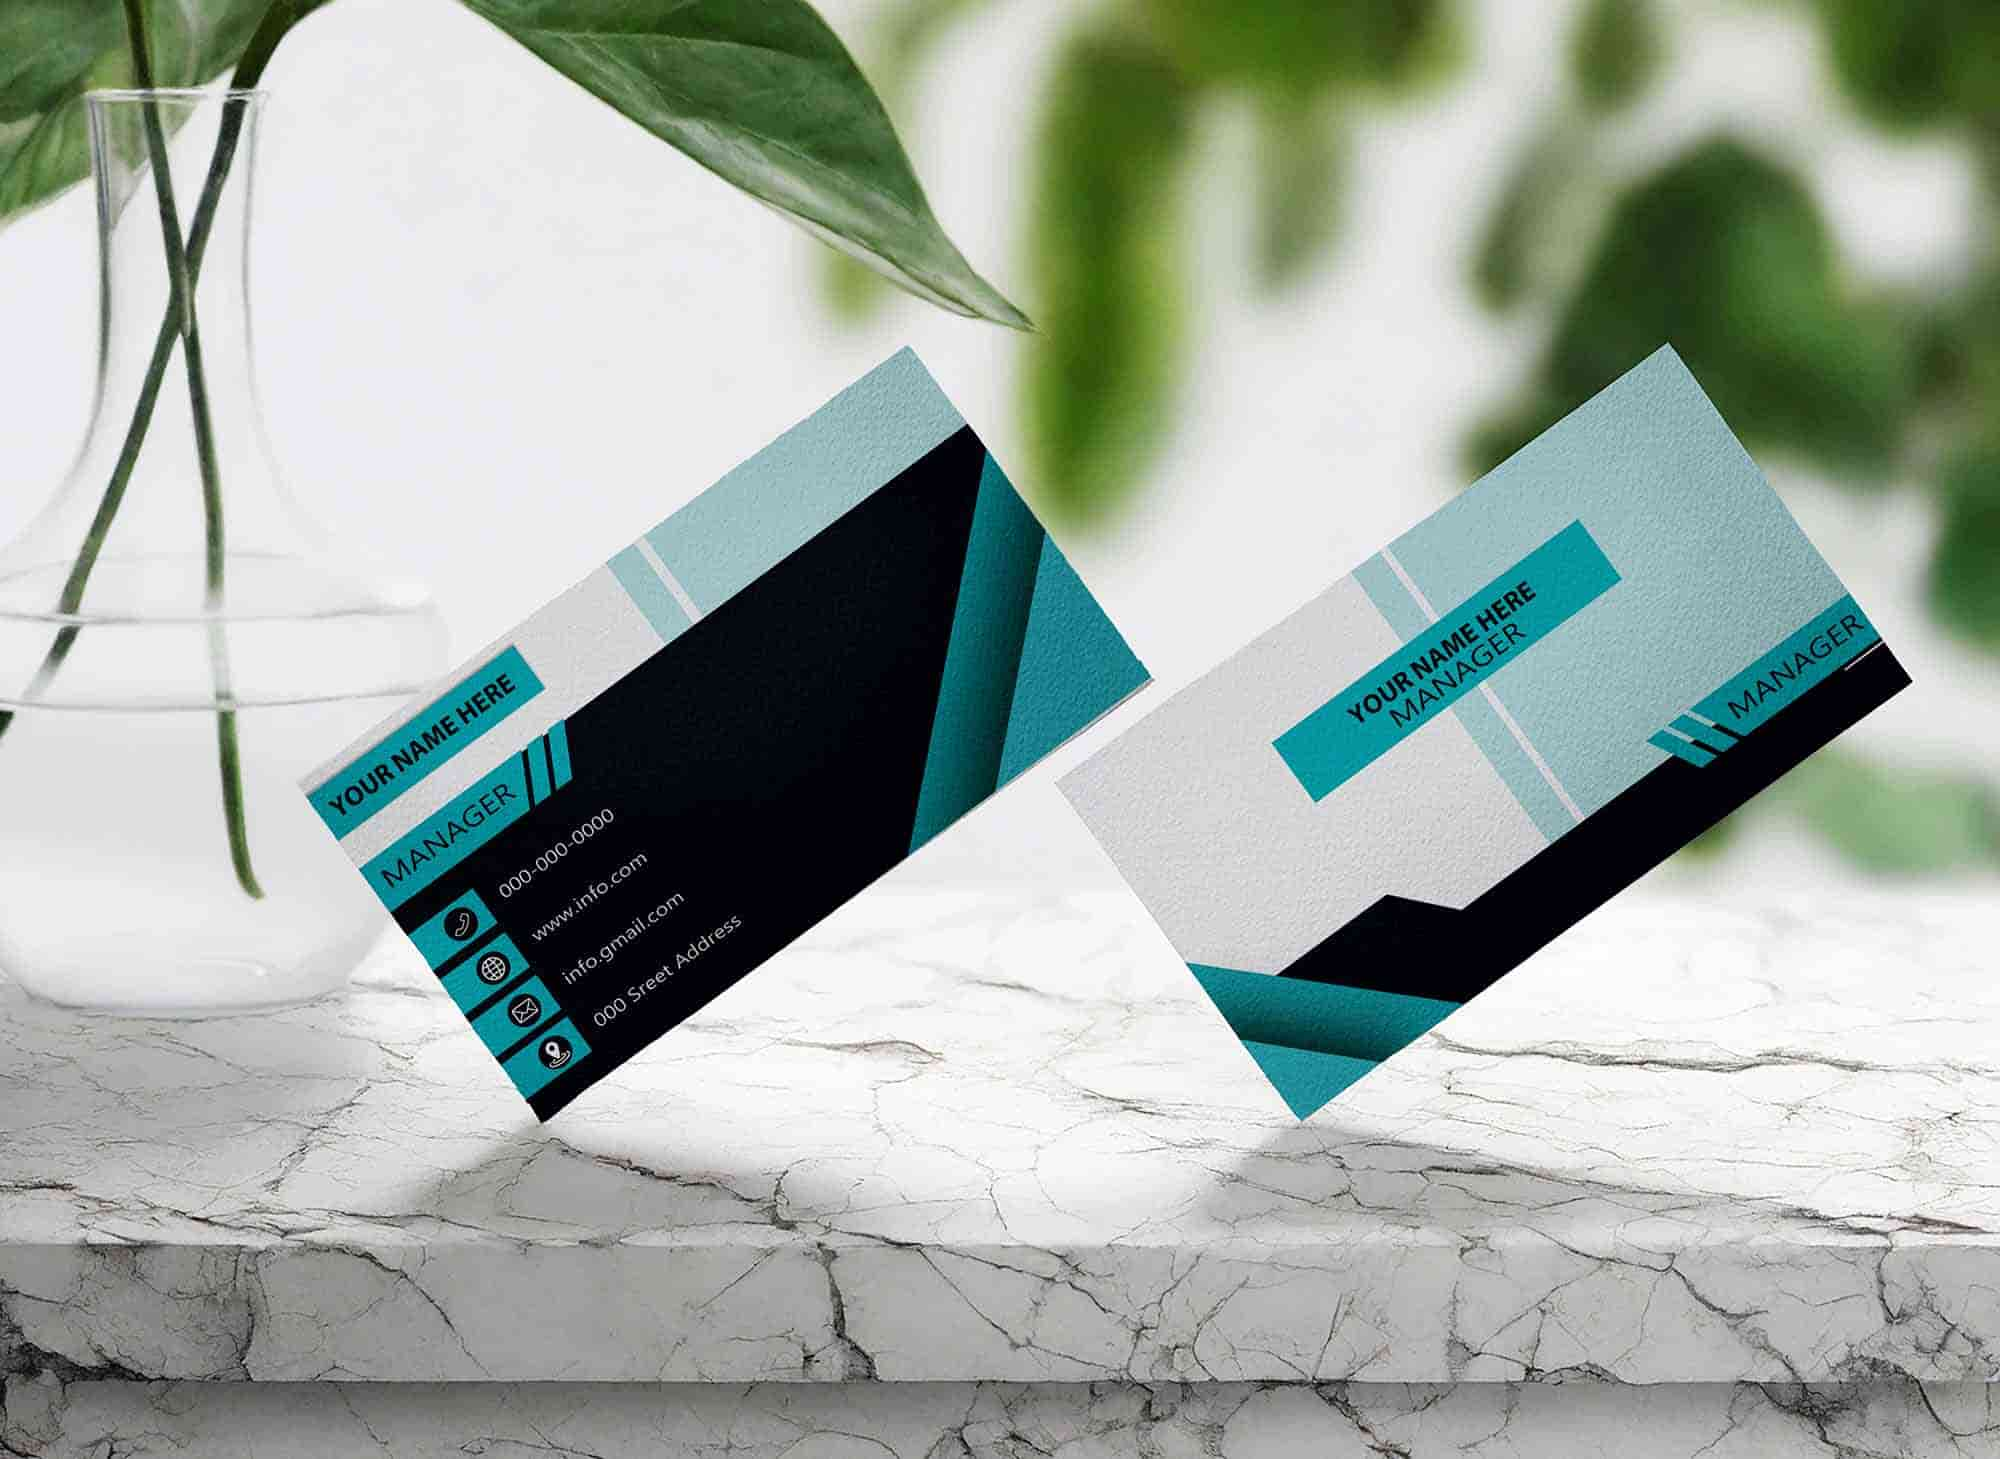 YOUR NAME HERE
MANAGER
000-000-0000
www.info.com
info.gmail.com
000 Sreet Address
YOUR NAME HERE
MANAGER
MANAGER